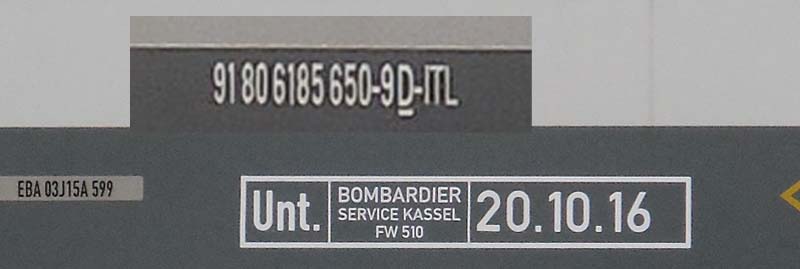 91 80 6185 650-9 D-ITL
EBA 03J15A 599
Unt.
BOMBARDIER
SERVICE KASSEL
FW 510
20.10.16